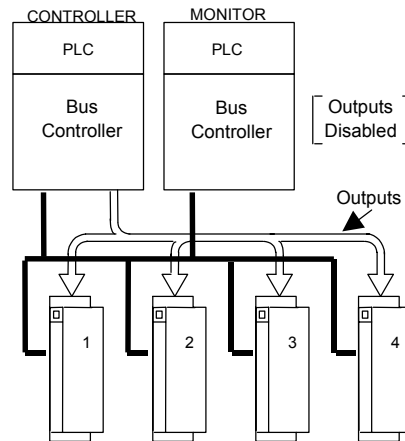 CONTROLLER
MONITOR
PLC
PLC
Bus
Controller
Bus
Controller
Outputs
Disabled
Outputs
1
2
3
4